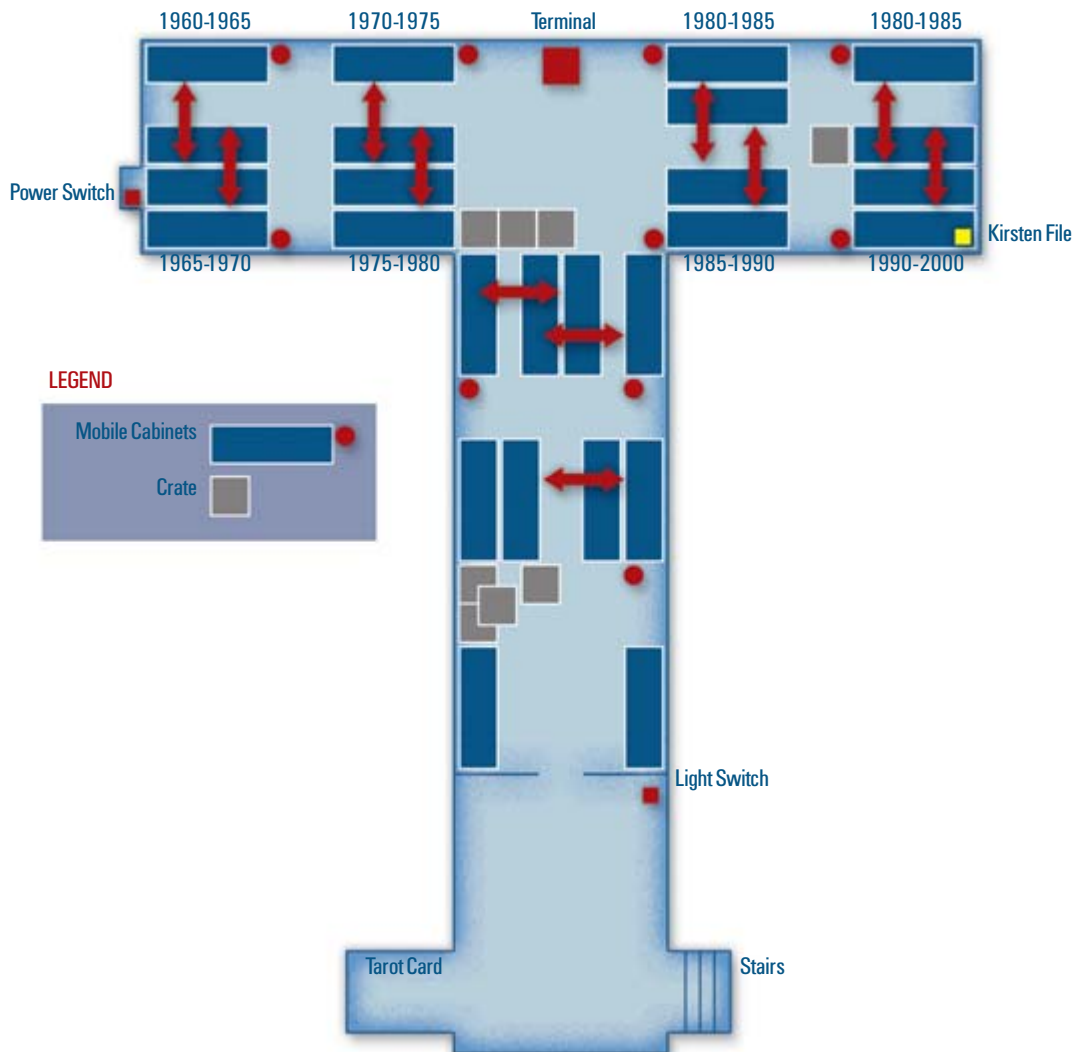 1960-1965
1970-1975
Terminal
1980-1985
1980-1985
Power Switch
Kirsten File
1965-1970
1975-1980
1985-1990
1990-2000
LEGEND
Mobile Cabinets
Crate
Light Switch
Tarot Card
Stairs